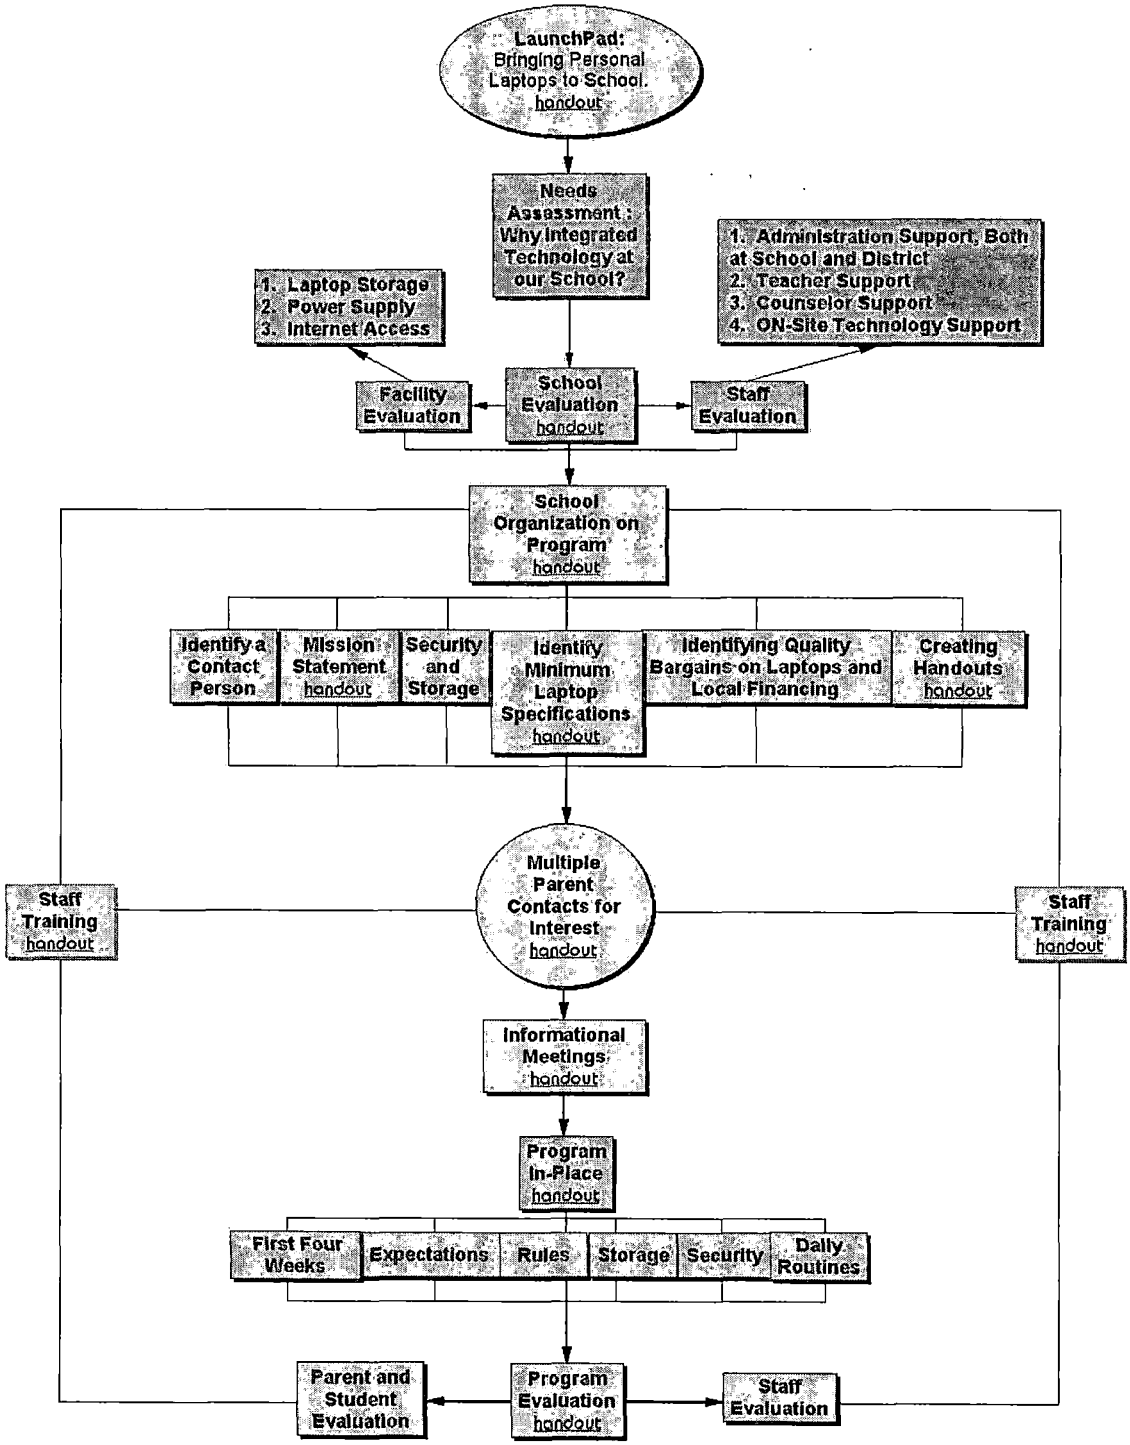 LaunchPad:
Bringing Personal
Laptops to School.
handout
Needs
Assessment :
Why Integrated
Technology at
our School?
1. Administration Support, Both
at School and District
2. Teacher Support
3. Counselor Support
4. ON-Site Technology Support
1. Laptop Storage
2. Power Supply
3. Internet Access
Facility
Evaluation
School
Evaluation
handout
Staff
Evaluation
School
Organization on
Program
handout
Identify a
Contact
Person
Mission
Statement
handout
Security
and
Storage
Identify
Minimum
Laptop
Specifications
handout
Identifying Quality
Bargains on Laptops and
Local Financing
Creating
Handouts
handout
Staff
Training
handout
Multiple
Parent
Contacts for
Interest
handout
Staff
Training
handout
Informational
Meetings
handout
Program
In-Place
handout
First Four
Weeks
Expectations
Rules
Storage
Security
Daily
Routines
Parent and
Student
Evaluation
Program
Evaluation
handout
Staff
Evaluation